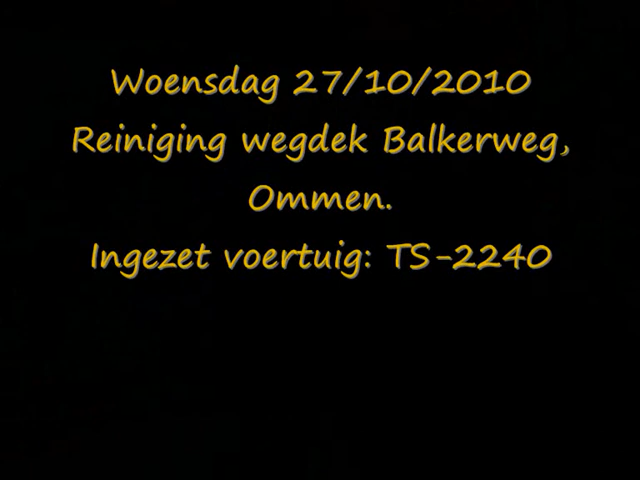 Woensdag 27/10/2010
Reiniging wegdek Balkerweg,
Ommen.
Ingezet voertuig: TS-2240